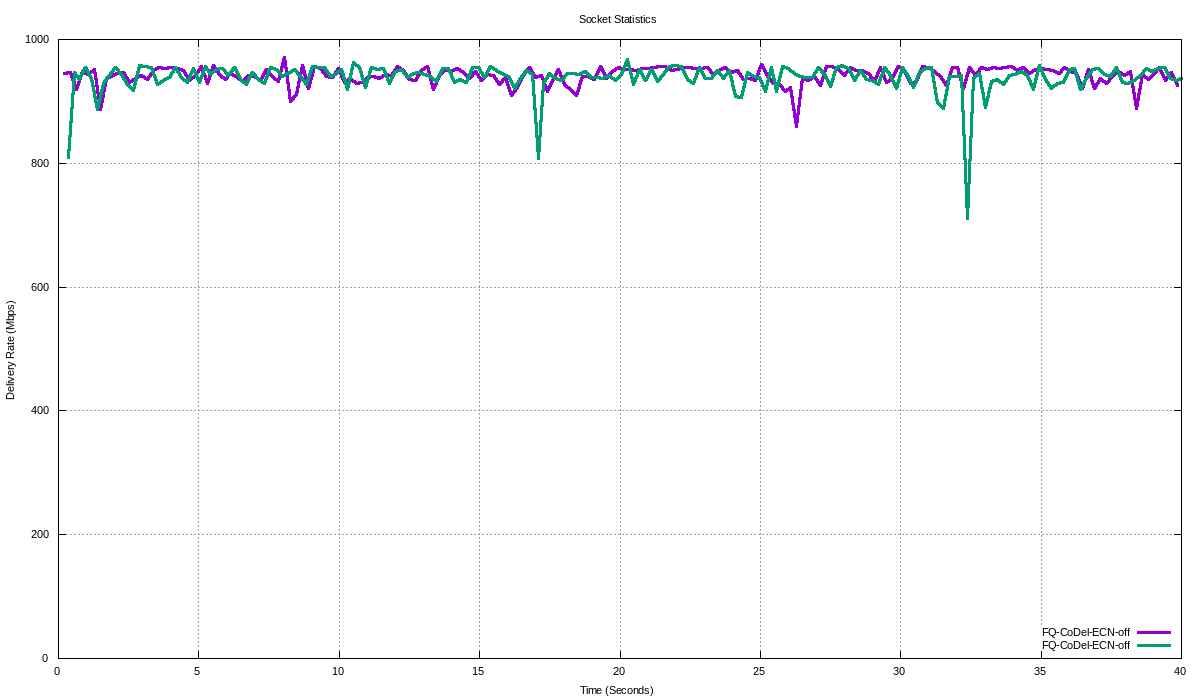 Socket Statistics
1000
800
600
400
200
0
Delivery Rate (Mbps)
0 5 10 15 20 25 30 35 40
Time (Seconds)
FQ-CoDel-ECN-off
FQ-CoDel-ECN-off